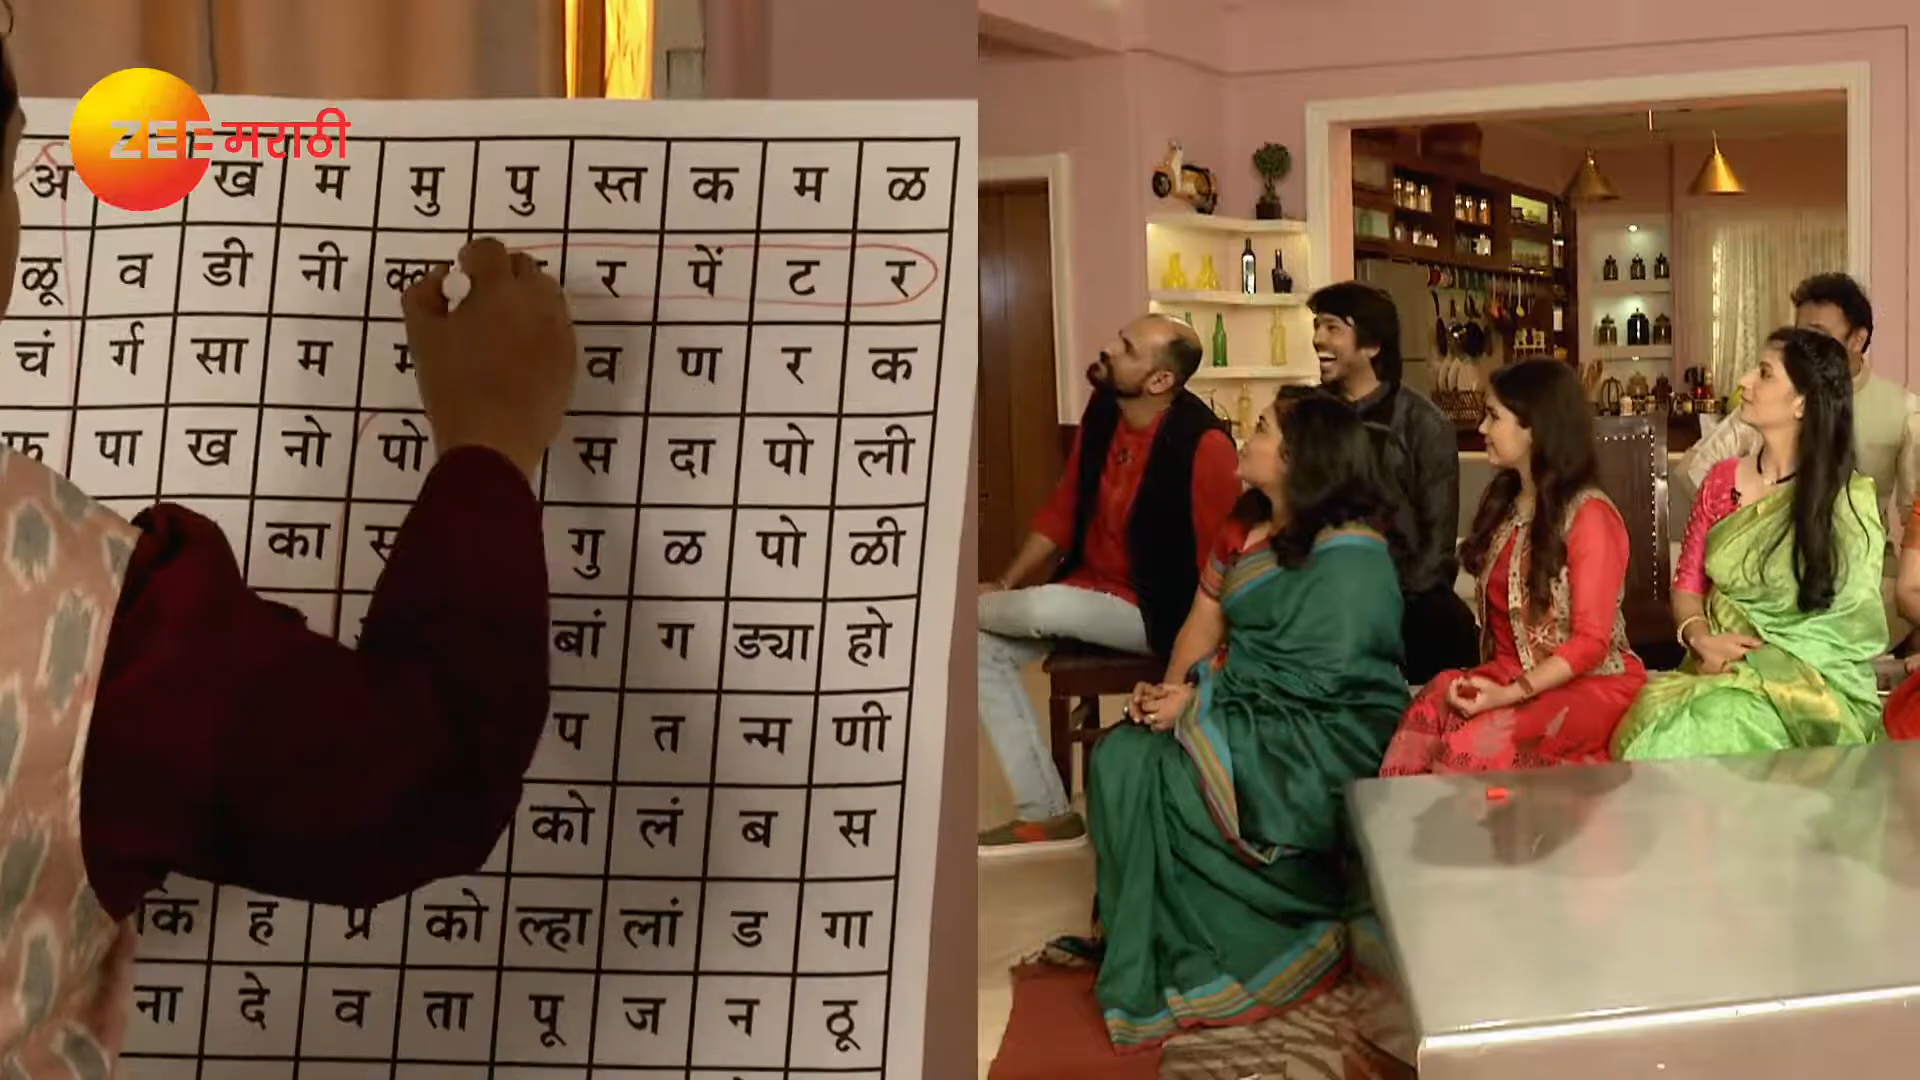 ZEE मराठी
अ ख म मु पु स्त क म ळ
ळू व डी नी क्वा र पें ट र
चं र्ग सा म व ण र क
पा ख नो पो स दा पो ली
का गु ळ पो ळी
बां ग ड्या हो
प त न्म णी
को लं ब स
कि ह प्र को ल्हा लां ड गा
ना दे व ता पू ज न ठू